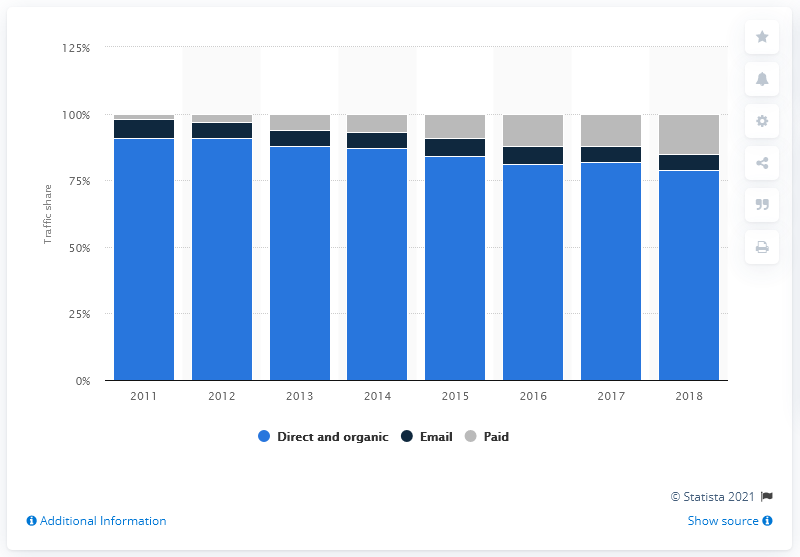 125%
100%
75%
50%
25%
0%
Traffic share
2011 2012 2013 2014 2015 2016 2017 2018
Direct and organic Email Paid
© Statista 2021
Additional Information Show source